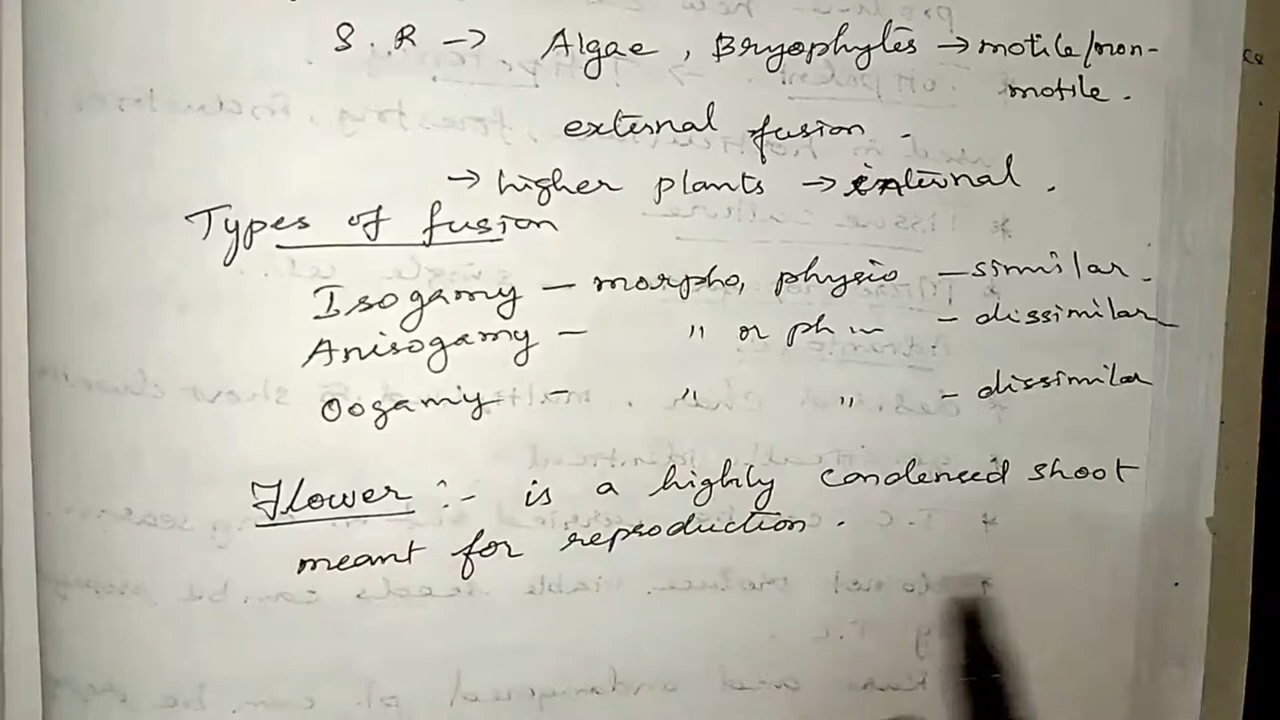 S.R → Algae, Bryophytes → motile/non-
motile.
external fusion.
→ higher plants → internal.
Types of fusion
Isogamy – morpho, physio – similar.
Anisogamy – " or ph – dissimilar
Oogamy – " " – dissimilar
Flower :- is a highly condensed shoot
meant for reproduction.